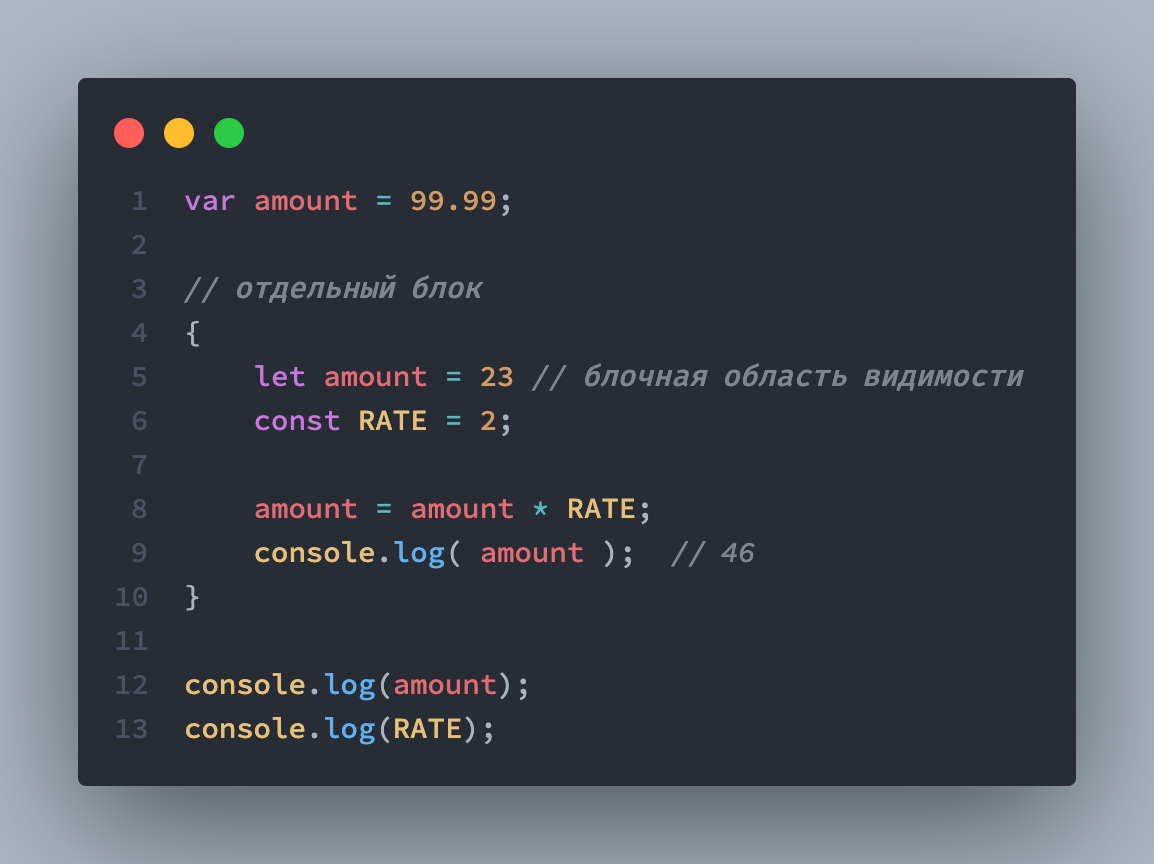 1 var amount = 99.99;
2
3 // отдельный блок
4 {
5     let amount = 23 // блочная область видимости
6     const RATE = 2;
7
8     amount = amount * RATE;
9     console.log( amount );  // 46
10 }
11
12 console.log(amount);
13 console.log(RATE);